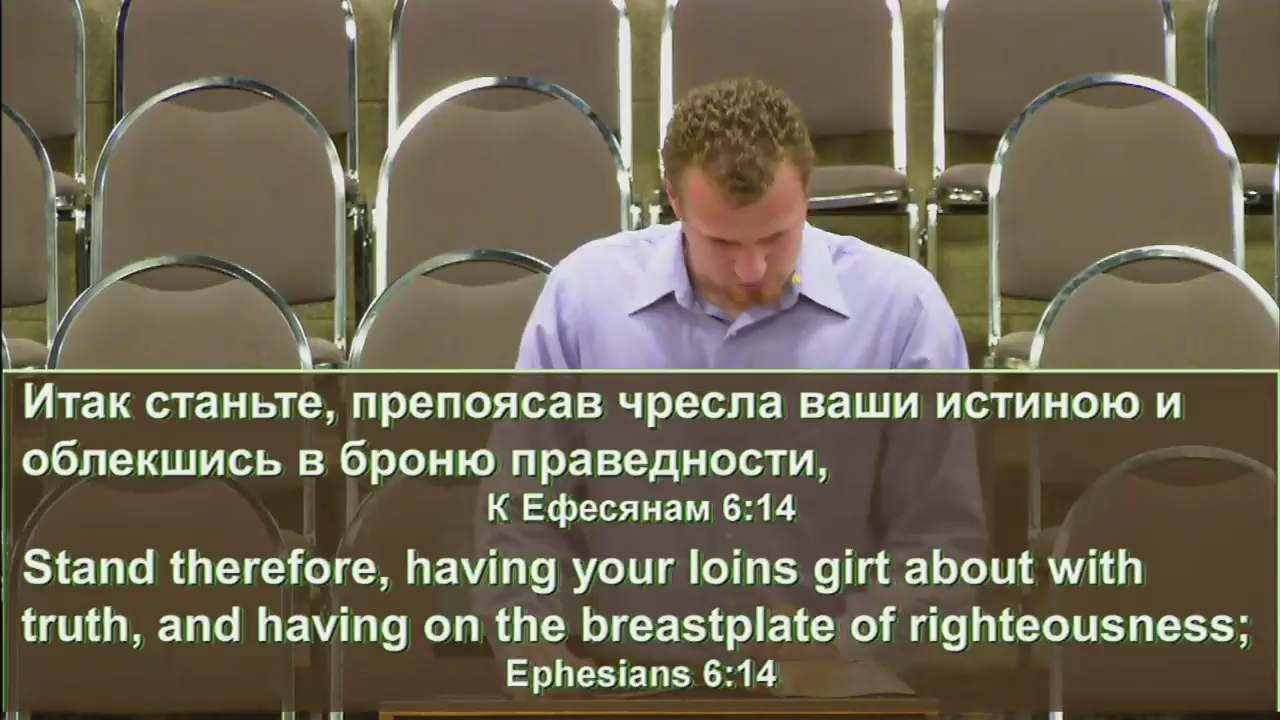 Итак станьте, препоясав чресла ваши истиною и
облекшись в броню праведности,
К Ефесянам 6:14
Stand therefore, having your loins girt about with
truth, and having on the breastplate of righteousness;
Ephesians 6:14